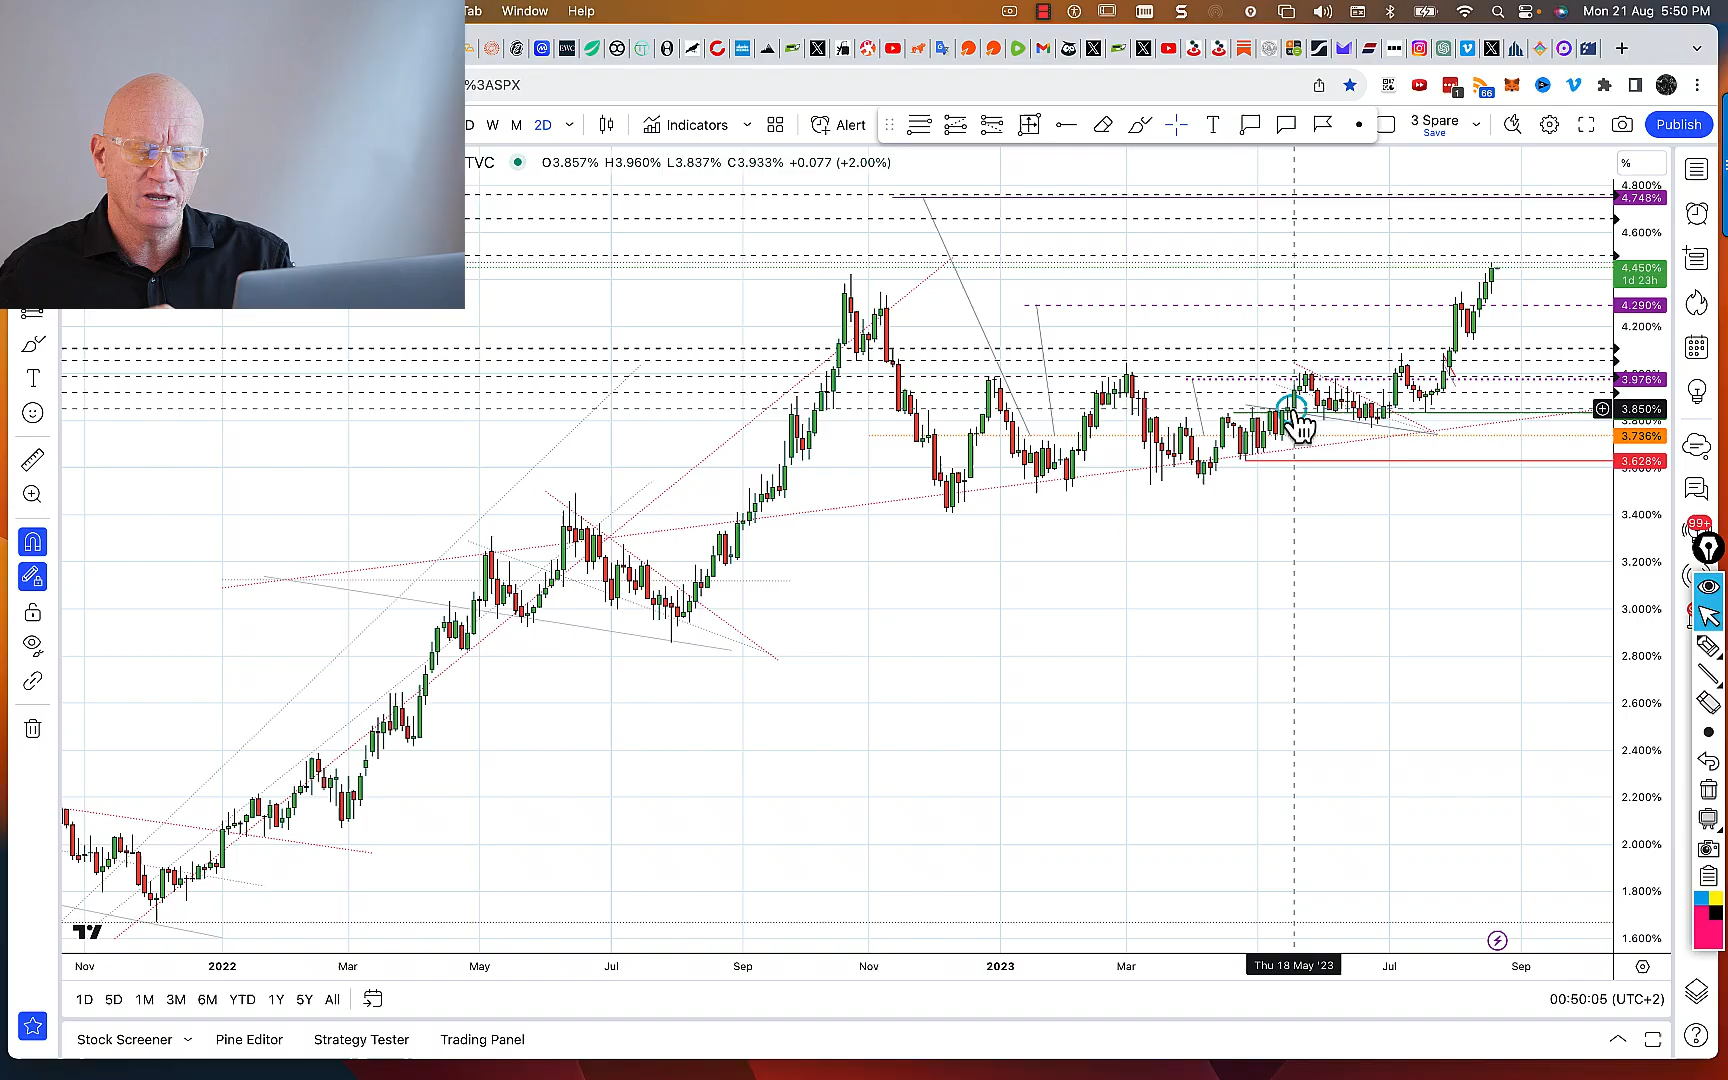 Tab Window Help
Mon 21 Aug 5:50 PM
%3ASPX
1
66
D W M 2D Indicators Alert
3 Spare
Save
Publish
TVC O3.857% H3.960% L3.837% C3.933% +0.077 (+2.00%)
%
4.800%
4.748%
4.600%
4.450%
1d 23h
4.290%
4.200%
3.976%
3.850%
3.736%
3.628%
3.400%
3.200%
3.000%
2.800%
2.600%
2.400%
2.200%
2.000%
1.800%
1.600%
99+
Nov 2022 Mar May Jul Sep Nov 2023 Mar Thu 18 May '23 Jul Sep
1D 5D 1M 3M 6M YTD 1Y 5Y All
00:50:05 (UTC+2)
Stock Screener Pine Editor Strategy Tester Trading Panel